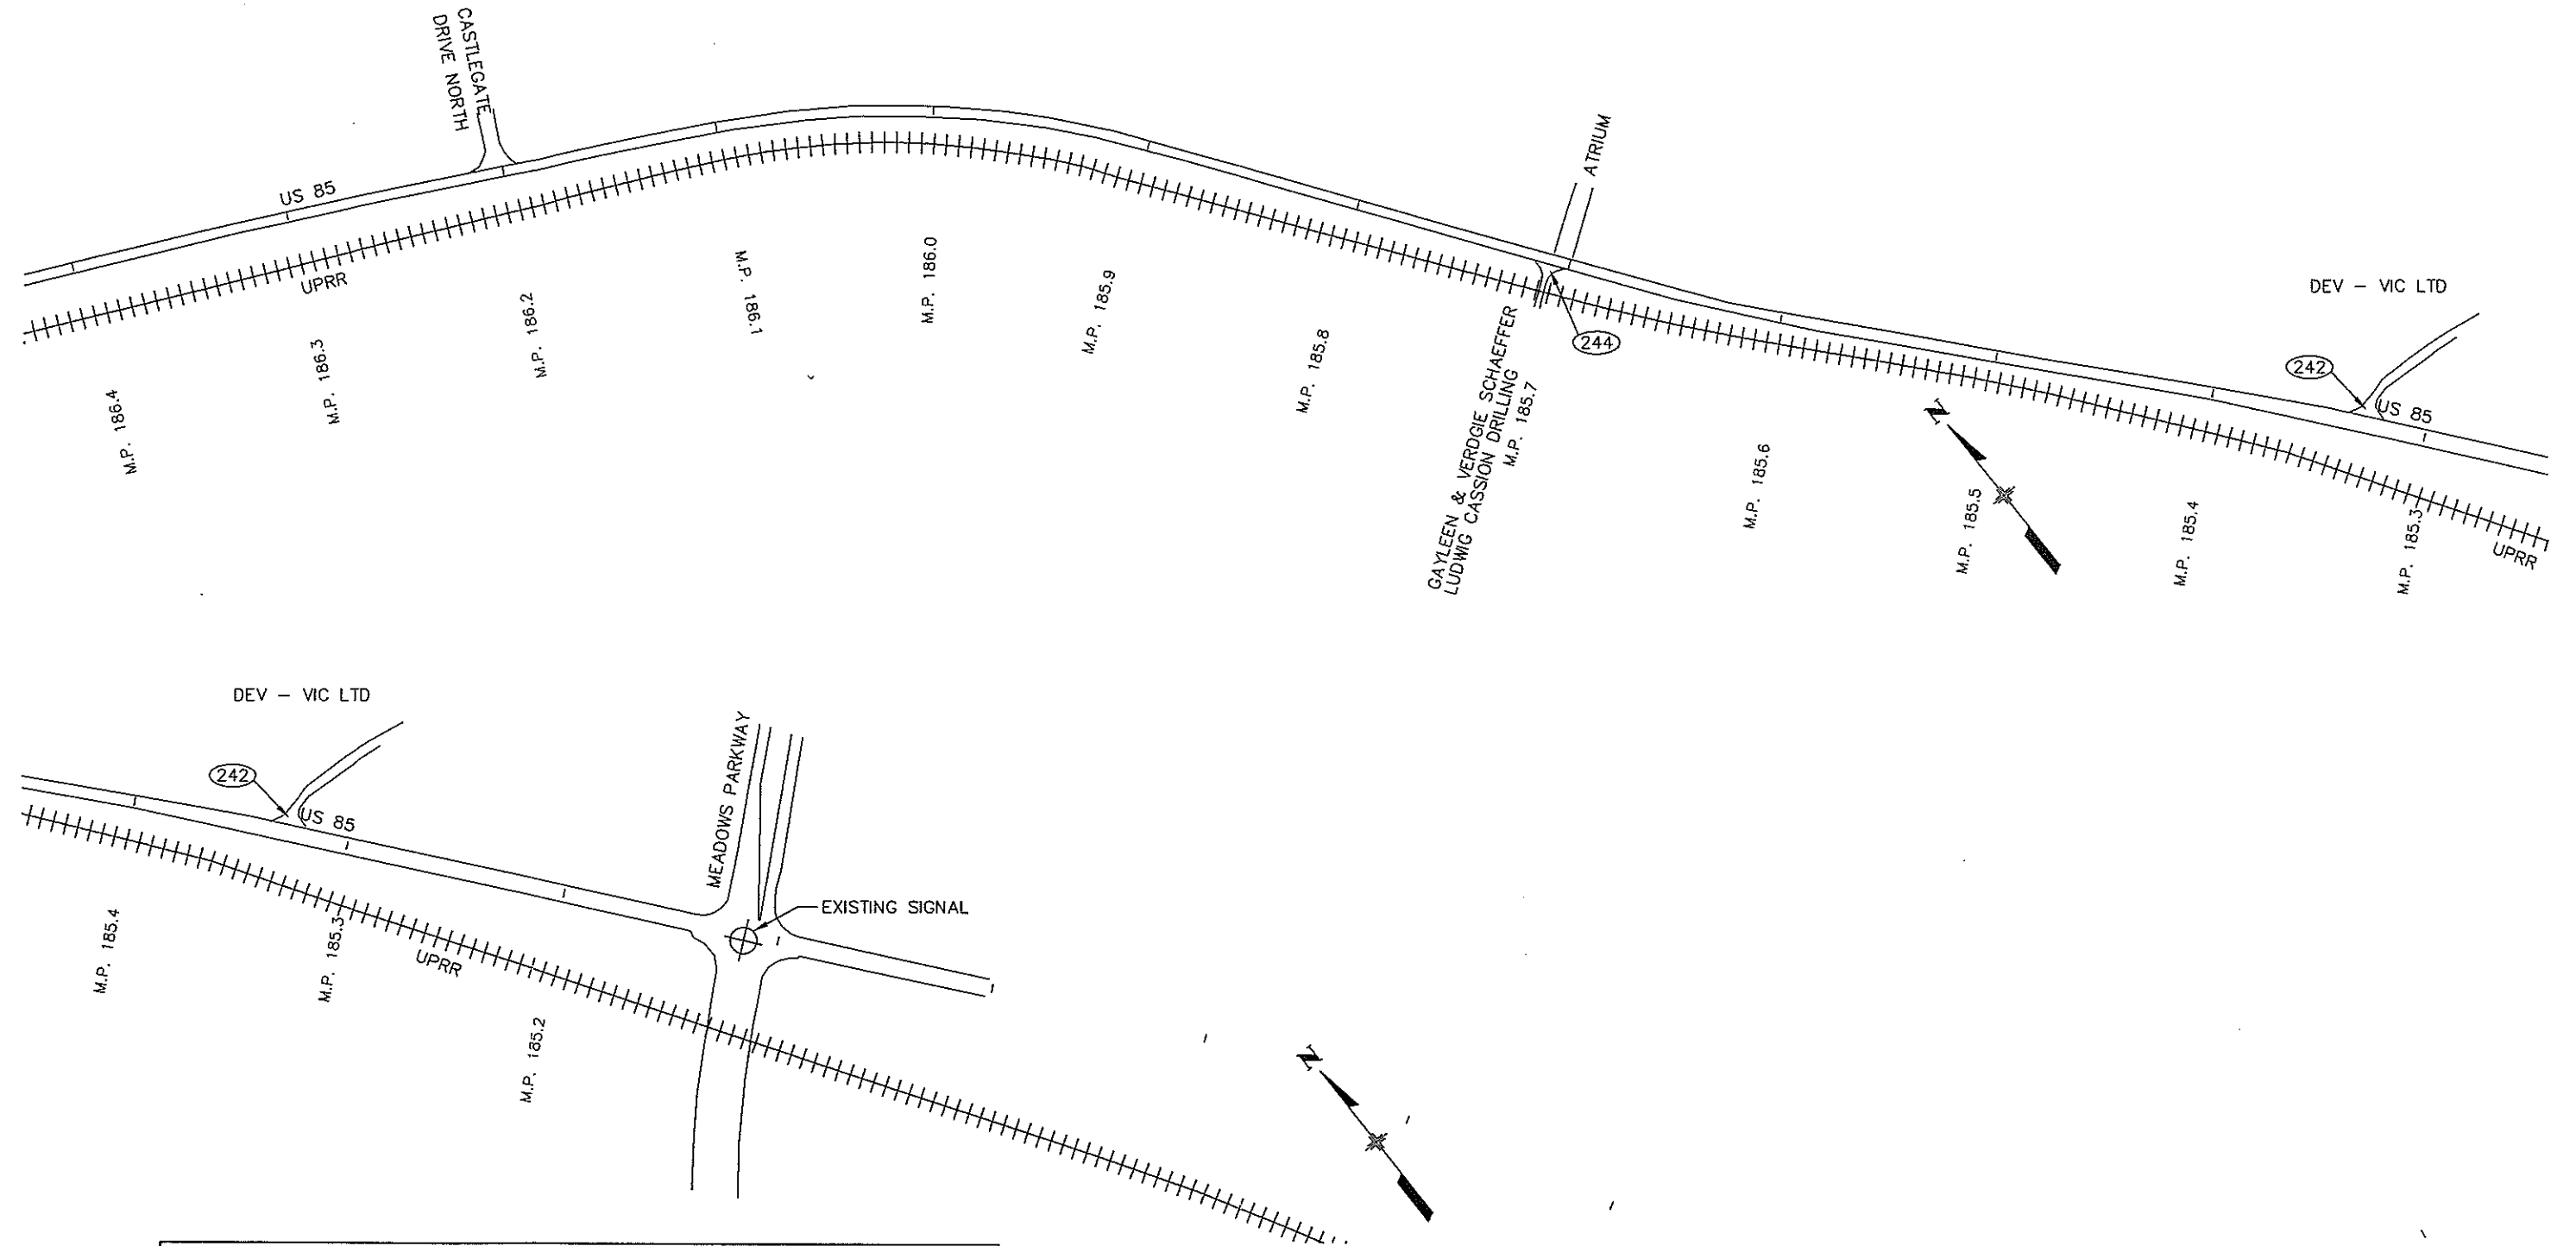 CASTLEGATE
DRIVE NORTH
US 85
UPRR
M.P. 186.4
M.P. 186.3
M.P. 186.2
M.P. 186.1
M.P. 186.0
M.P. 185.9
M.P. 185.8
ATRIUM
GAYLEEN & VERDGIE SCHAEFFER
LUDWIG CASSION DRILLING
M.P. 185.7
244
M.P. 185.6
N
M.P. 185.5
M.P. 185.4
DEV – VIC LTD
242
US 85
M.P. 185.3
UPRR
DEV – VIC LTD
242
US 85
M.P. 185.4
M.P. 185.3
UPRR
M.P. 185.2
MEADOWS PARKWAY
EXISTING SIGNAL
N